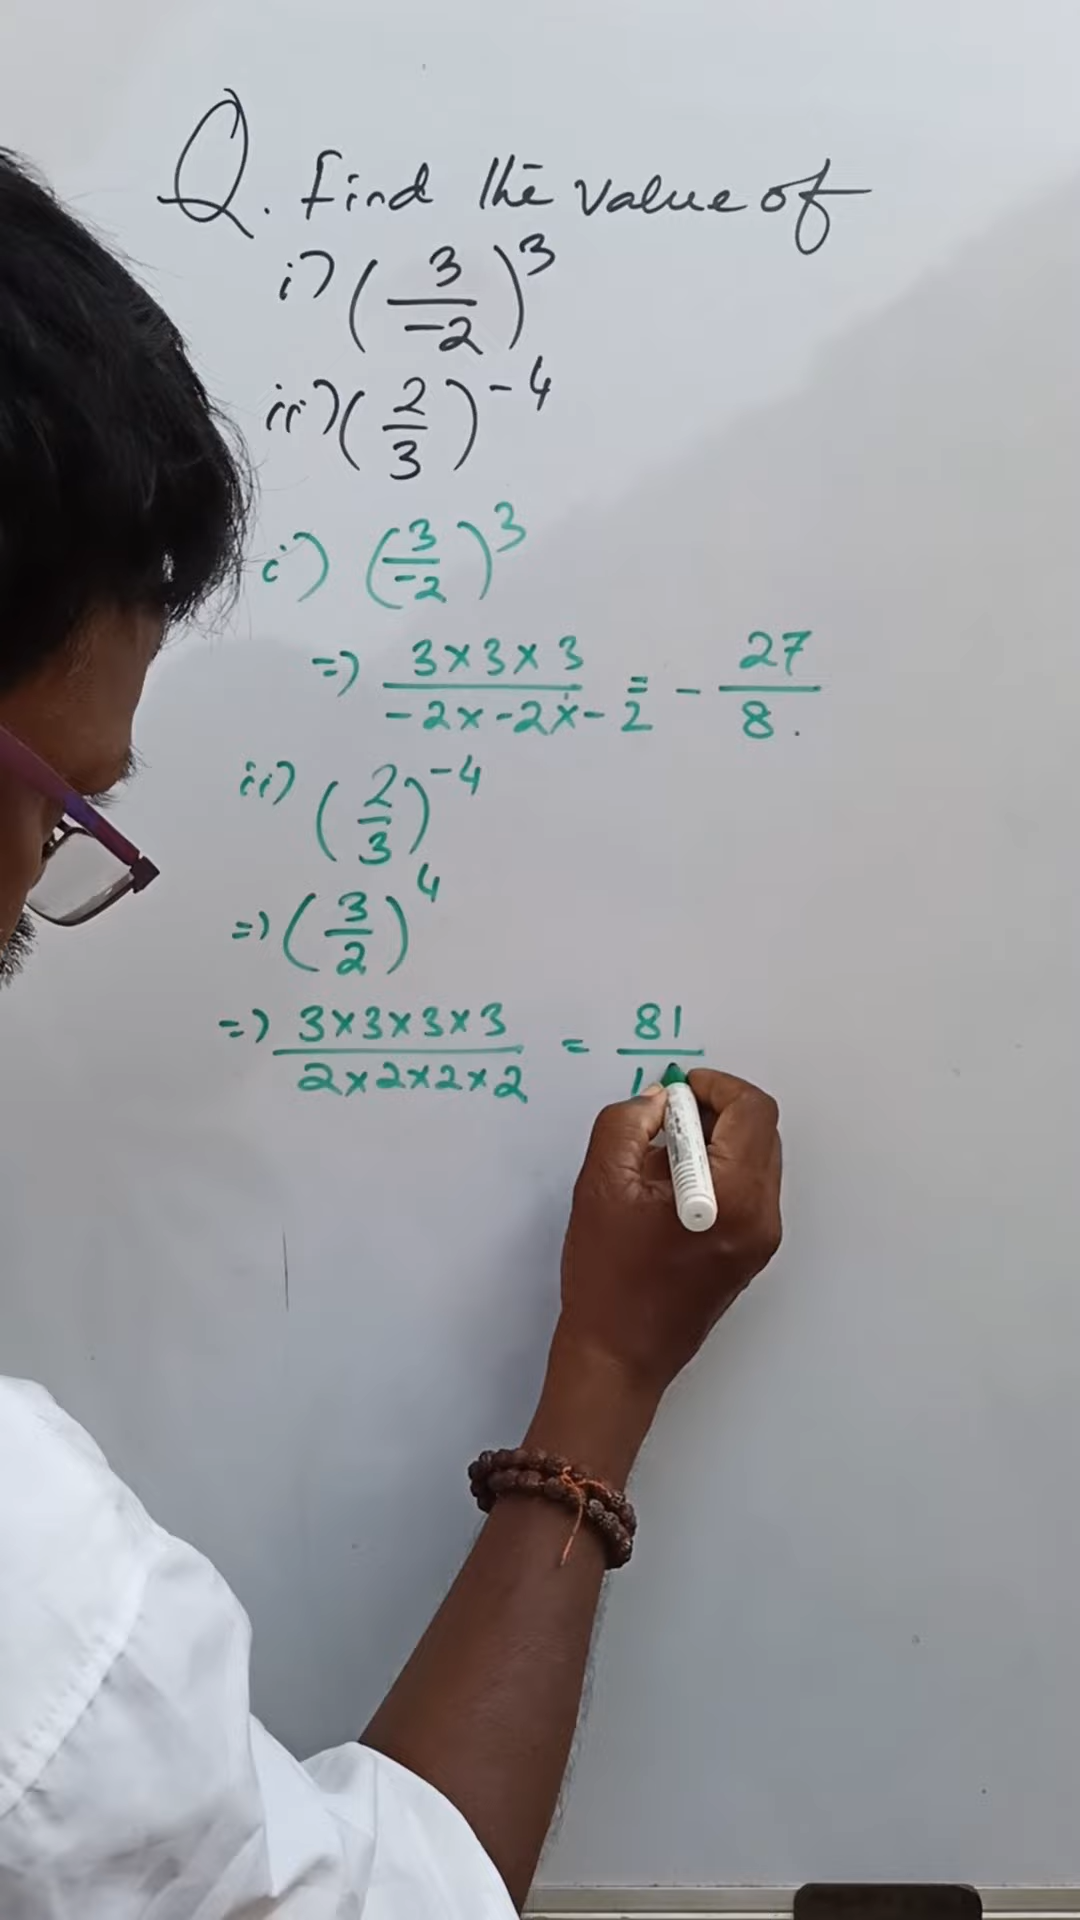 Q. Find the value of
i) (3/-2)^3
ii) (2/3)^-4
i) (3/-2)^3
=) 3×3×3/-2×-2×-2 = -27/8.
ii) (2/3)^-4
=) (3/2)^4
=) 3×3×3×3/2×2×2×2 = 81/1